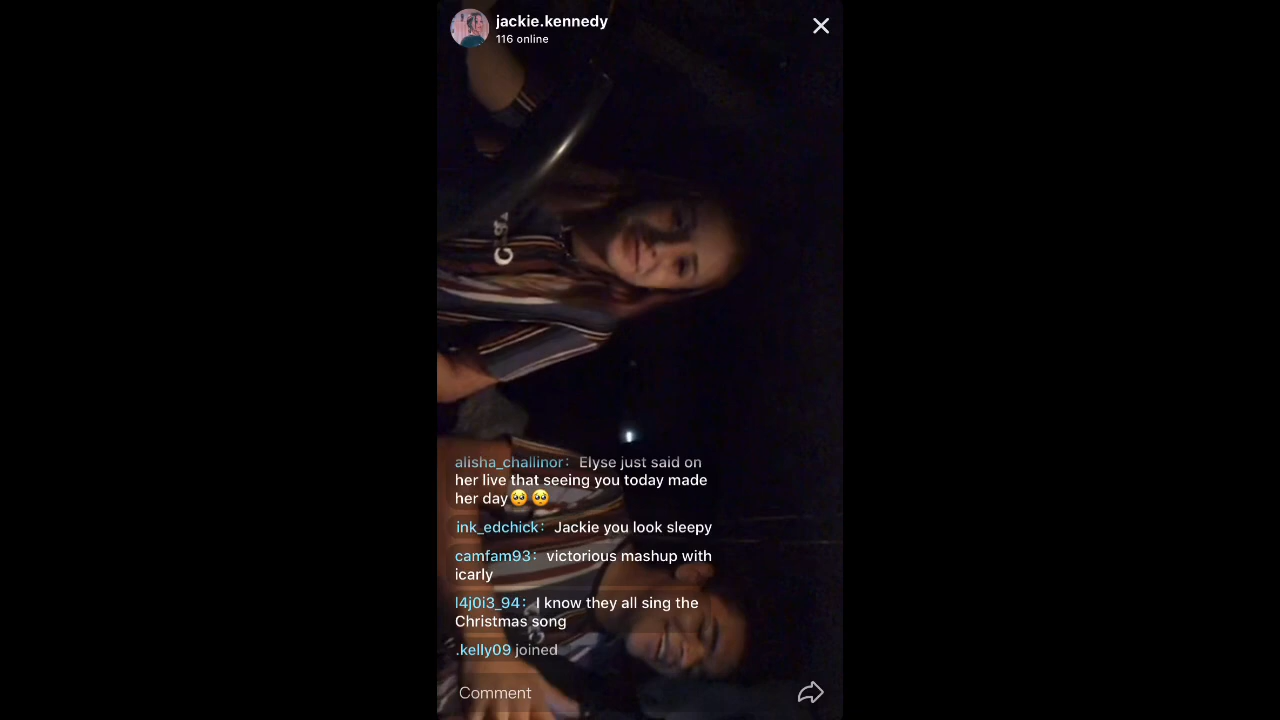 jackie.kennedy
116 online
alisha_challinor: Elyse just said on
her live that seeing you today made
her day🥺 🥺
ink_edchick: Jackie you look sleepy
camfam93: victorious mashup with
icarly
l4j0i3_94: I know they all sing the
Christmas song
.kelly09 joined
Comment